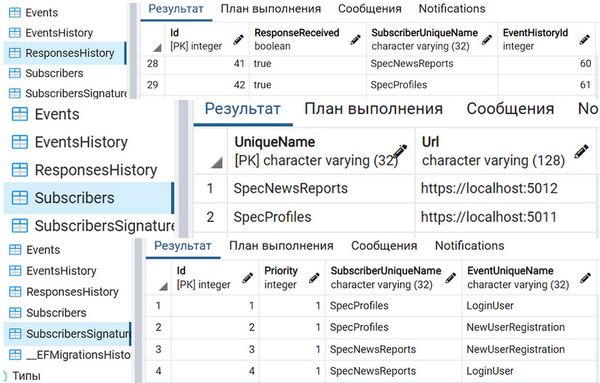 Events
EventsHistory
ResponsesHistory
Subscribers
SubscribersSignature
Результат План выполнения Сообщения Notifications
Id ResponseReceived SubscriberUniqueName EventHistoryId
[PK] integer boolean character varying (32) integer
28 41 true SpecNewsReports 60
29 42 true SpecProfiles 61
Events
EventsHistory
ResponsesHistory
Subscribers
SubscribersSignature
Результат План выполнения Сообщения No
UniqueName Url
[PK] character varying (32) character varying (128)
1 SpecNewsReports https://localhost:5012
2 SpecProfiles https://localhost:5011
Events
EventsHistory
ResponsesHistory
Subscribers
SubscribersSignature
__EFMigrationsHisto
Типы
Результат План выполнения Сообщения Notifications
Id Priority SubscriberUniqueName EventUniqueName
[PK] integer integer character varying (32) character varying (32)
1 1 1 SpecProfiles LoginUser
2 2 1 SpecProfiles NewUserRegistration
3 3 1 SpecNewsReports NewUserRegistration
4 4 1 SpecNewsReports LoginUser